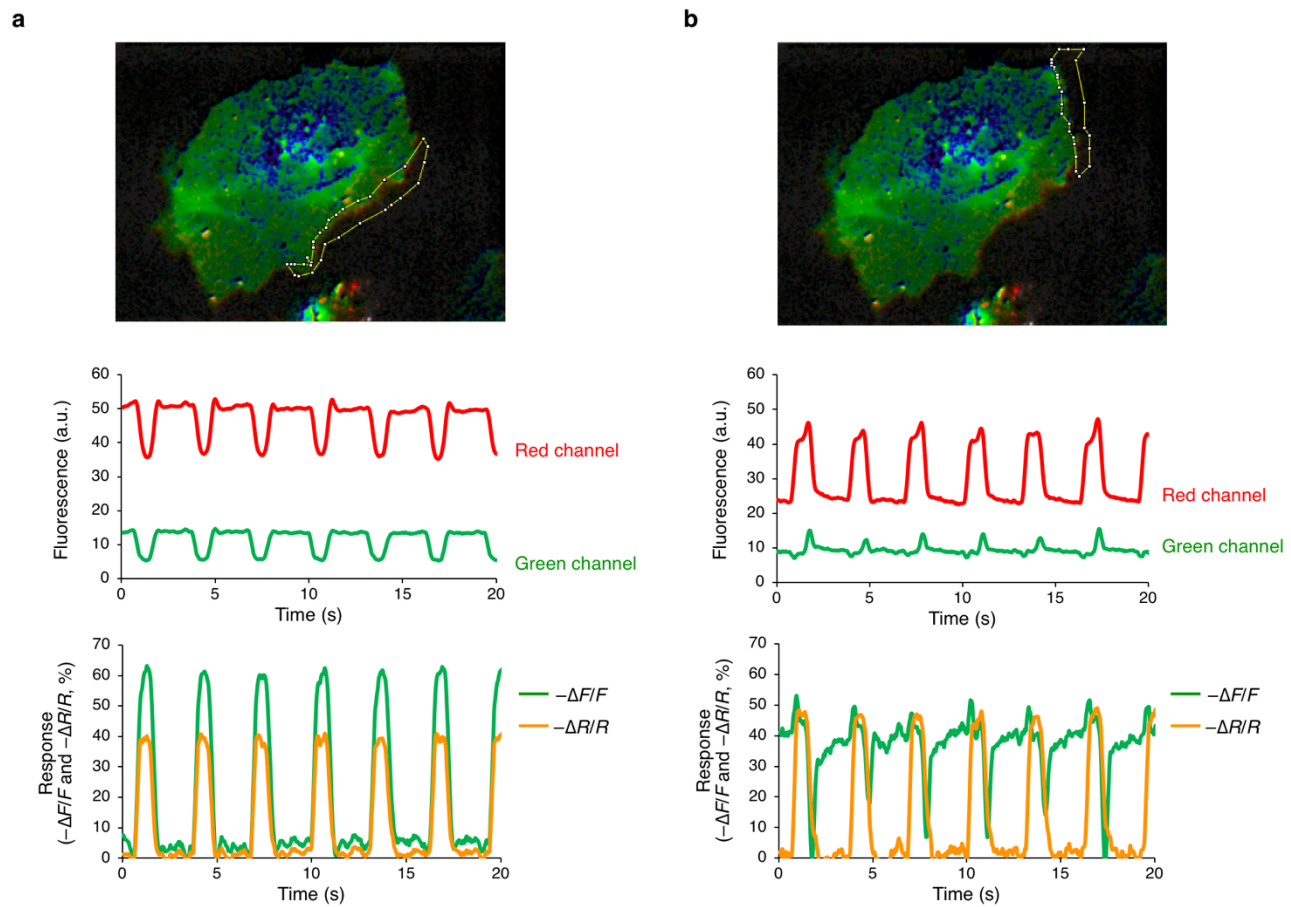 a
60
50
40
30
20
10
0
Fluorescence (a.u.)
Red channel
Green channel
0 5 10 15 20
Time (s)
70
60
50
40
30
20
10
0
Response
(–ΔF/F and –ΔR/R, %)
–ΔF/F
–ΔR/R
0 5 10 15 20
Time (s)
b
60
50
40
30
20
10
0
Fluorescence (a.u.)
Red channel
Green channel
0 5 10 15 20
Time (s)
70
60
50
40
30
20
10
0
Response
(–ΔF/F and –ΔR/R, %)
–ΔF/F
–ΔR/R
0 5 10 15 20
Time (s)